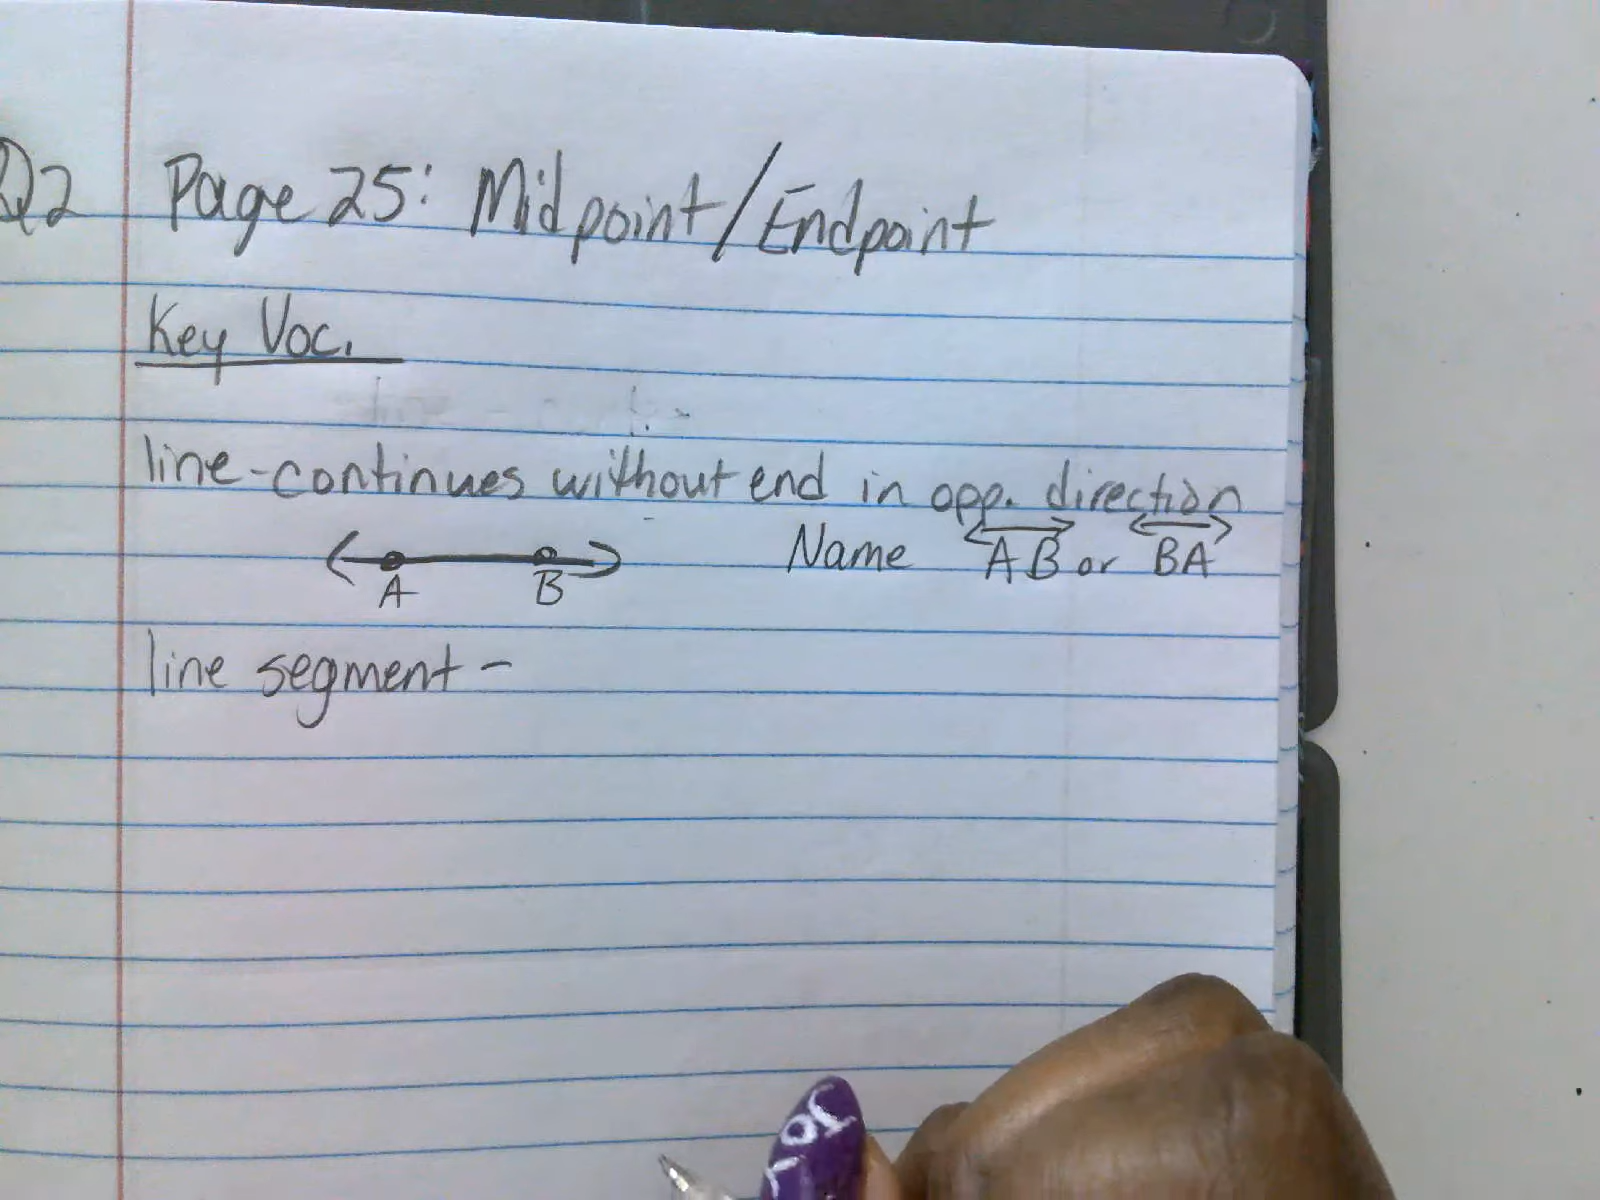 Q2 Page 25: Midpoint/Endpoint
Key Voc.
line-continues without end in opp. direction
A B
Name AB or BA
line segment -